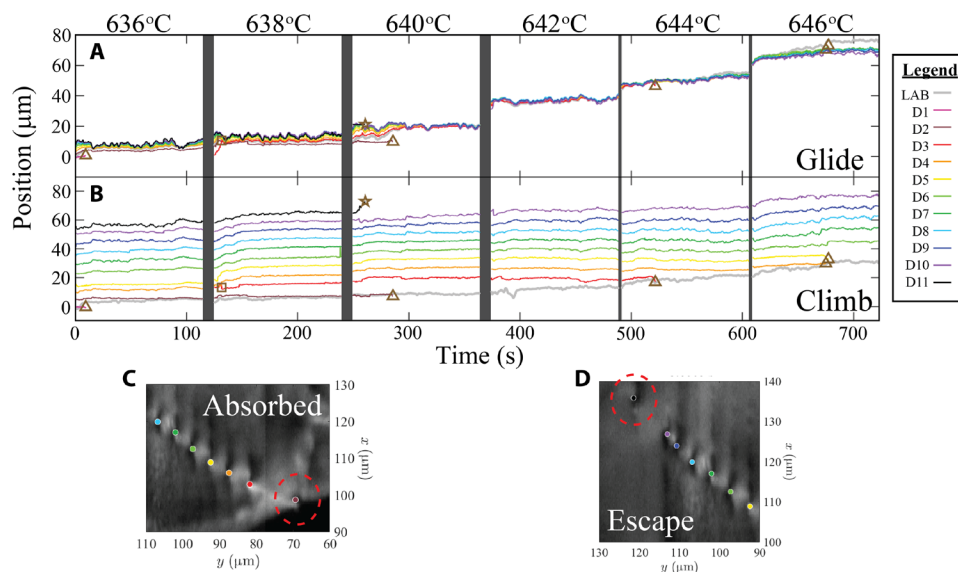 636°C 638°C 640°C 642°C 644°C 646°C
A
80
60
40
20
0
Glide
Position (μm)
B
80
60
40
20
0
Climb
0 100 200 300 400 500 600 700
Time (s)
Legend
LAB
D1
D2
D3
D4
D5
D6
D7
D8
D9
D10
D11
C
Absorbed
130
120
110
100
90
x (μm)
110 100 90 80 70 60
y (μm)
D
Escape
140
130
120
110
100
x (μm)
130 120 110 100 90
y (μm)